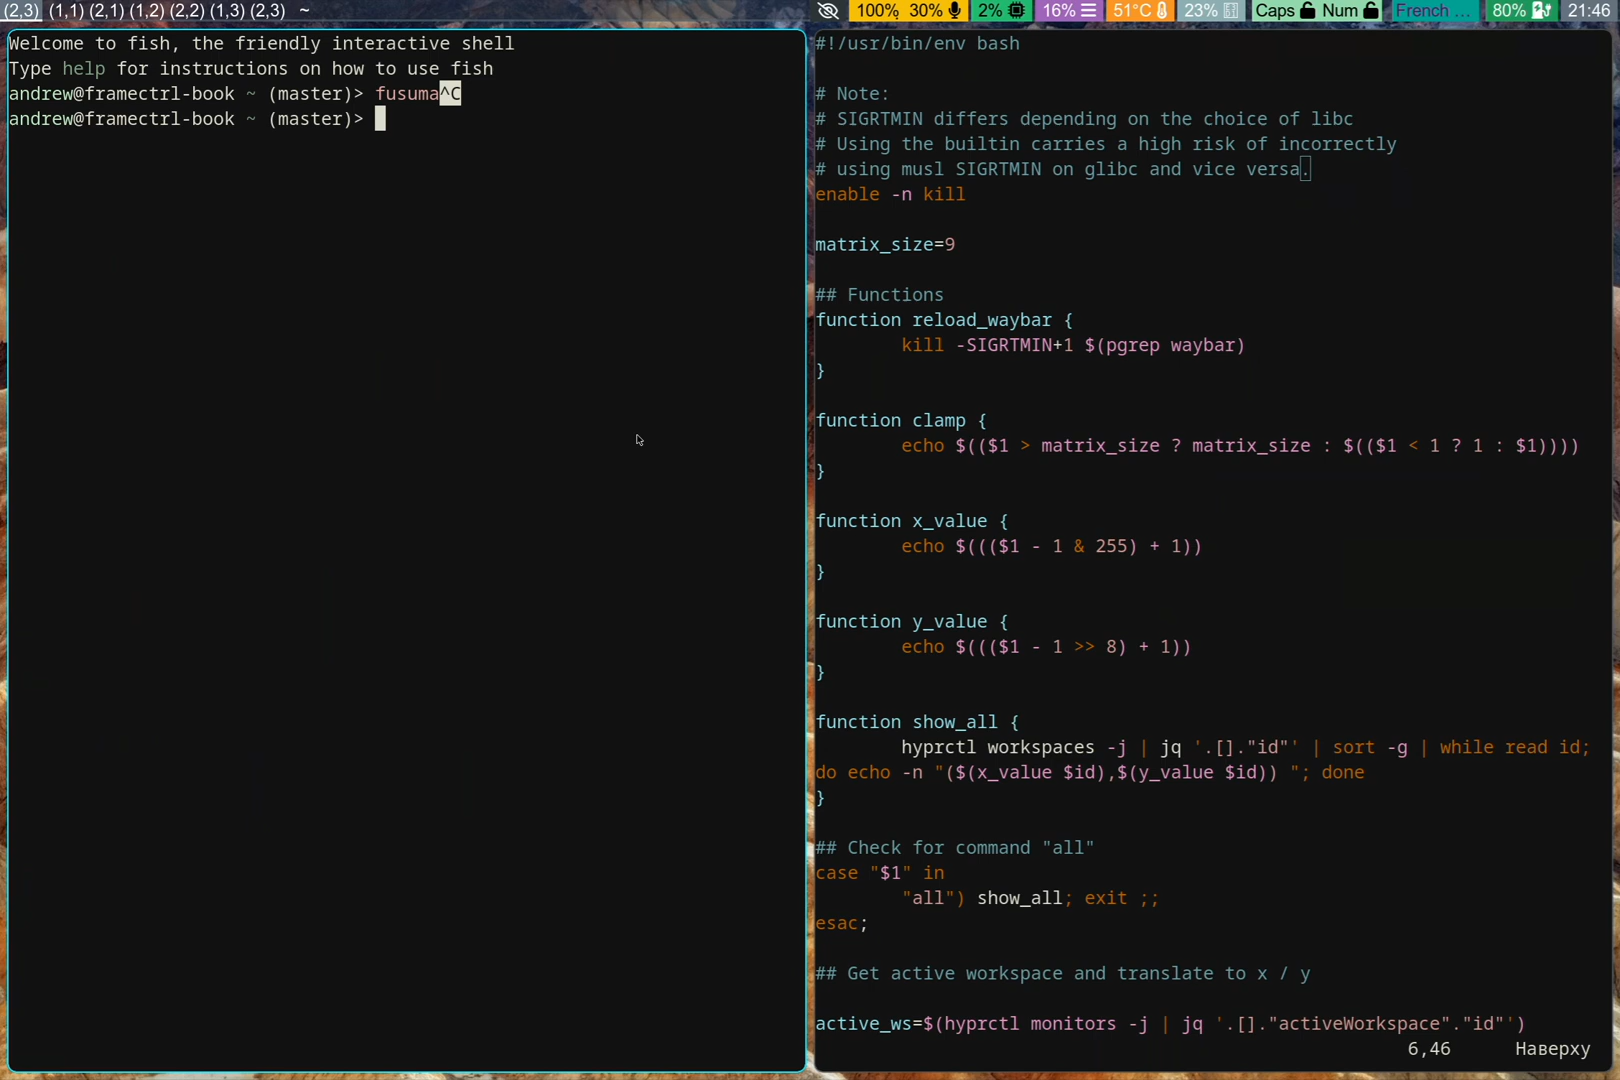 (2,3) (1,1) (2,1) (1,2) (2,2) (1,3) (2,3) ~
100% 30% 2% 16% 51°C 23% Caps Num French ... 80% 21:46
Welcome to fish, the friendly interactive shell
Type help for instructions on how to use fish
andrew@framectrl-book ~ (master)> fusuma^C
andrew@framectrl-book ~ (master)>
#!/usr/bin/env bash
# Note:
# SIGRTMIN differs depending on the choice of libc
# Using the builtin carries a high risk of incorrectly
# using musl SIGRTMIN on glibc and vice versa.
enable -n kill
matrix_size=9
## Functions
function reload_waybar {
kill -SIGRTMIN+1 $(pgrep waybar)
}
function clamp {
echo $(($1 > matrix_size ? matrix_size : $(($1 < 1 ? 1 : $1))))
}
function x_value {
echo $((($1 - 1 & 255) + 1))
}
function y_value {
echo $((($1 - 1 >> 8) + 1))
}
function show_all {
hyprctl workspaces -j | jq '.[]."id"' | sort -g | while read id;
do echo -n "($(x_value $id),$(y_value $id)) "; done
}
## Check for command "all"
case "$1" in
"all") show_all; exit ;;
esac;
## Get active workspace and translate to x / y
active_ws=$(hyprctl monitors -j | jq '.[]."activeWorkspace"."id"')
6,46 Наверху